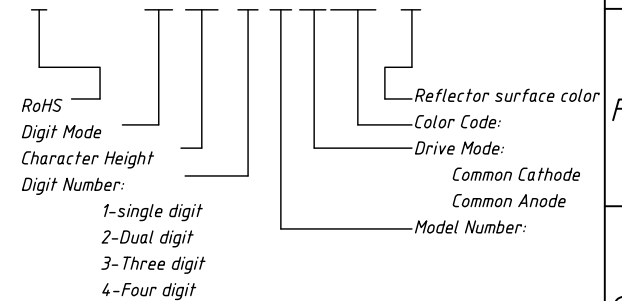 RoHS
Digit Mode
Character Height
Digit Number:
1-single digit
2-Dual digit
3-Three digit
4-Four digit
Reflector surface color
Color Code:
Drive Mode:
Common Cathode
Common Anode
Model Number: